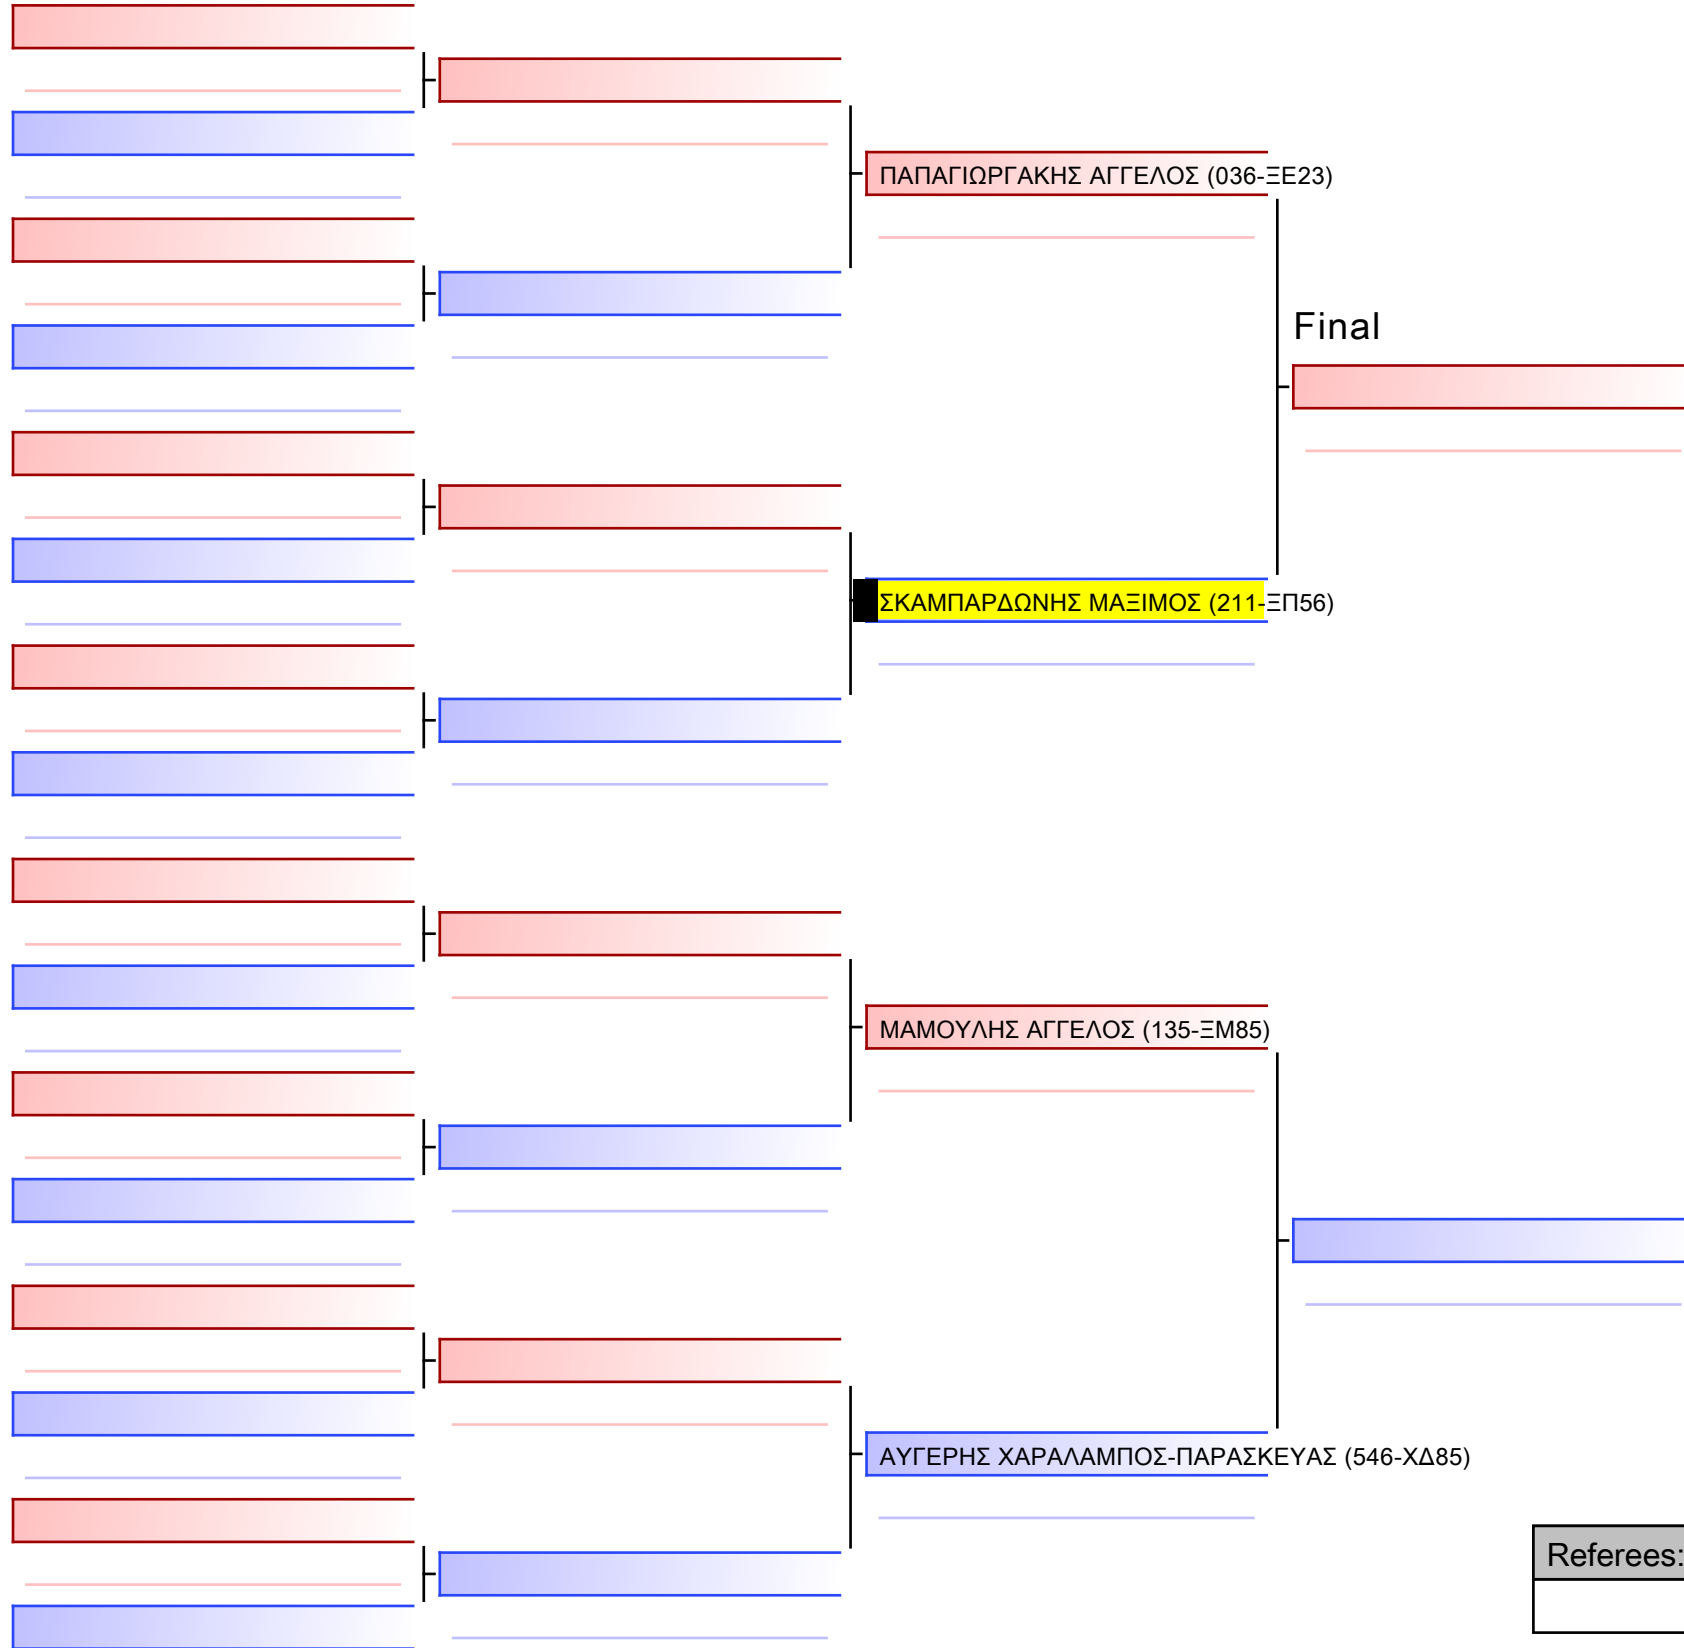 ΠΑΠΑΓΙΩΡΓΑΚΗΣ ΑΓΓΕΛΟΣ (036-ΞΕ23)
Final
ΣΚΑΜΠΑΡΔΩΝΗΣ ΜΑΞΙΜΟΣ (211-ΞΠ56)
ΜΑΜΟΥΛΗΣ ΑΓΓΕΛΟΣ (135-ΞΜ85)
ΑΥΓΕΡΗΣ ΧΑΡΑΛΑΜΠΟΣ-ΠΑΡΑΣΚΕΥΑΣ (546-ΧΔ85)
Referees: